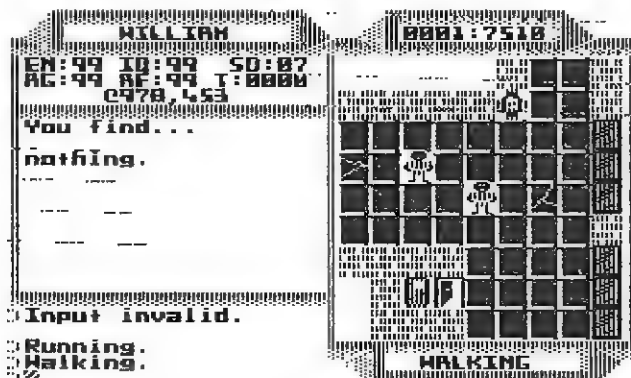 WILLIAM
0001:7510
EN:99 IQ:99 SD:07
AG:99 AF:99 T:000M
C978,453
You find...
nothing.
Input invalid.
Running.
Walking.
WALKING